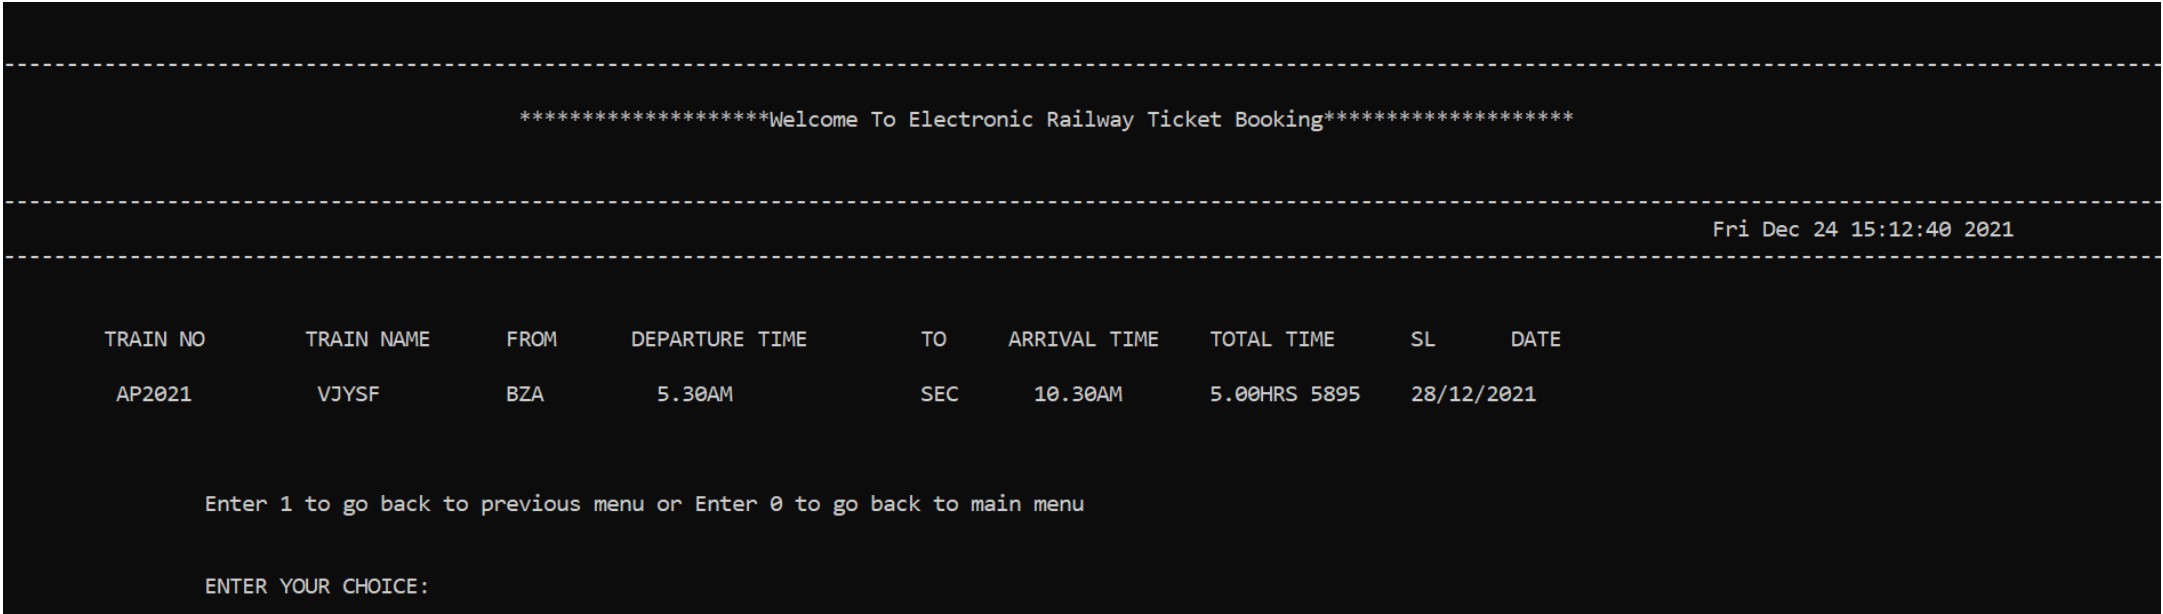 --------------------------------------------------------------------------------------------------------------------------------------------------------------------------------
********************Welcome To Electronic Railway Ticket Booking********************
--------------------------------------------------------------------------------------------------------------------------------------------------------------------------------
Fri Dec 24 15:12:40 2021
--------------------------------------------------------------------------------------------------------------------------------------------------------------------------------
TRAIN NO TRAIN NAME FROM DEPARTURE TIME TO ARRIVAL TIME TOTAL TIME SL DATE
AP2021 VJYSF BZA 5.30AM SEC 10.30AM 5.00HRS 5895 28/12/2021
Enter 1 to go back to previous menu or Enter 0 to go back to main menu
ENTER YOUR CHOICE: